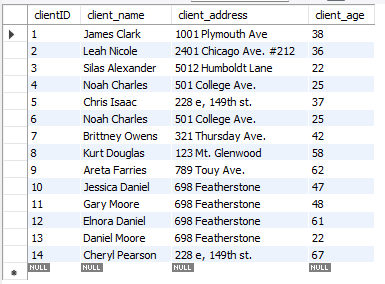 clientID client_name client_address client_age
1 James Clark 1001 Plymouth Ave 38
2 Leah Nicole 2401 Chicago Ave. #212 36
3 Silas Alexander 5012 Humboldt Lane 22
4 Noah Charles 501 College Ave. 25
5 Chris Isaac 228 e, 149th st. 37
6 Noah Charles 501 College Ave. 25
7 Brittney Owens 321 Thursday Ave. 42
8 Kurt Douglas 123 Mt. Glenwood 58
9 Areta Farries 789 Touy Ave. 62
10 Jessica Daniel 698 Featherstone 47
11 Gary Moore 698 Featherstone 48
12 Elnora Daniel 698 Featherstone 61
13 Daniel Moore 698 Featherstone 22
14 Cheryl Pearson 228 e, 149th st. 67
NULL NULL NULL NULL